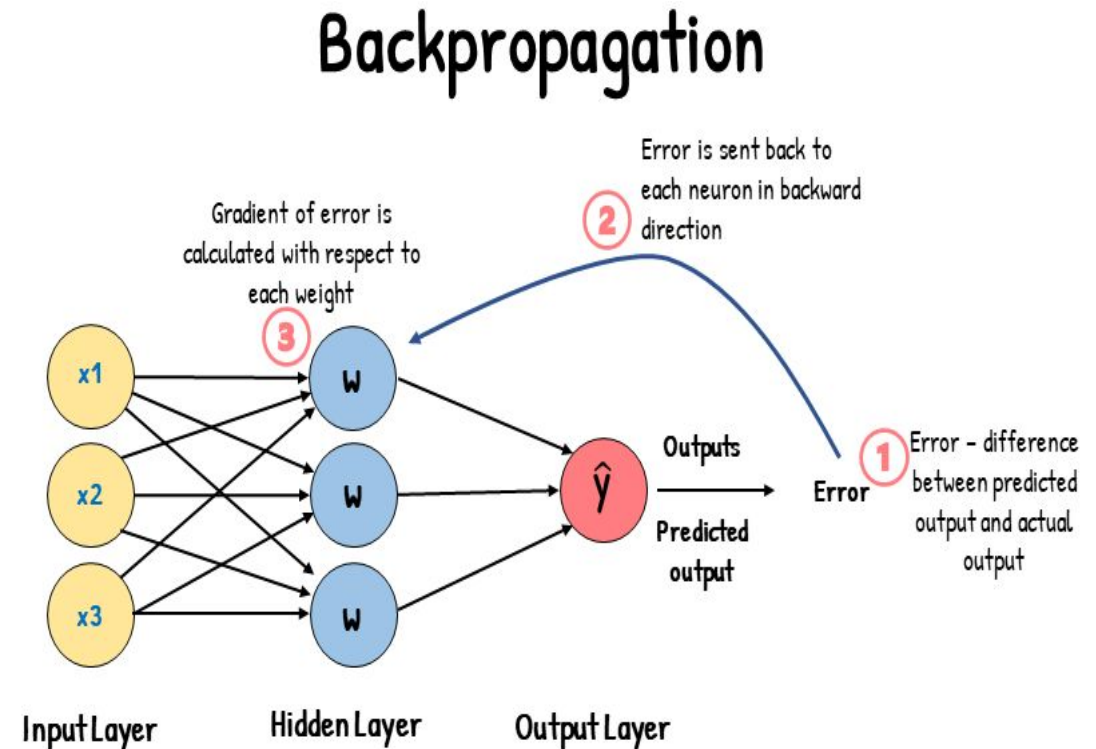 Backpropagation
Error is sent back to
each neuron in backward
direction
2
Gradient of error is
calculated with respect to
each weight
3
x1
x2
x3
w
w
w
ŷ
Outputs
Predicted
output
Error
1
Error - difference
between predicted
output and actual
output
Input Layer
Hidden Layer
Output Layer